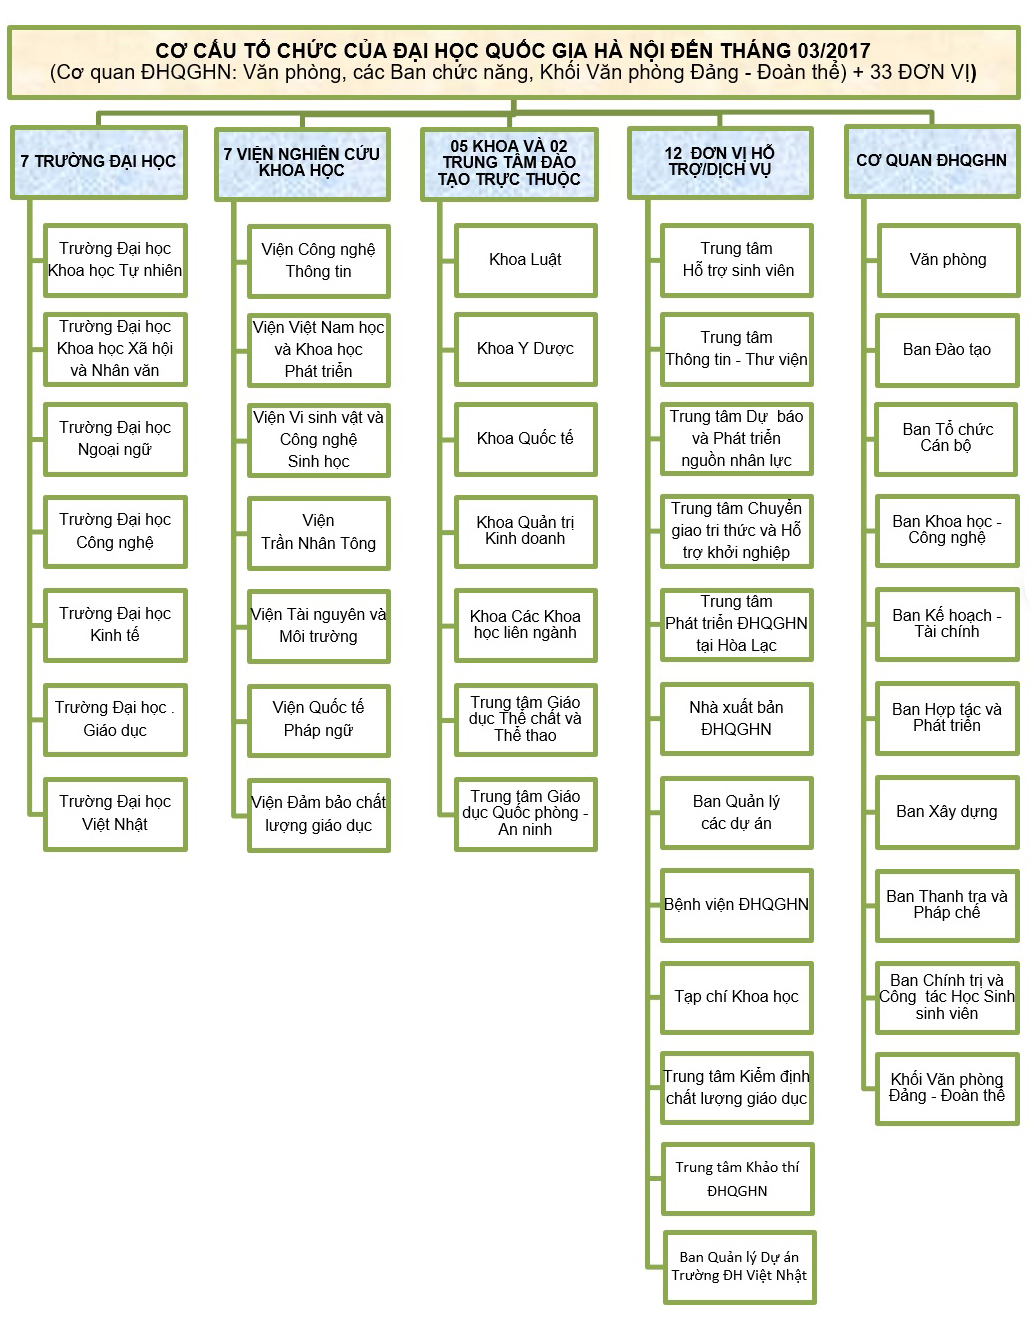 CƠ CẤU TỔ CHỨC CỦA ĐẠI HỌC QUỐC GIA HÀ NỘI ĐẾN THÁNG 03/2017
(Cơ quan ĐHQGHN: Văn phòng, các Ban chức năng, Khối Văn phòng Đảng - Đoàn thể) + 33 ĐƠN VỊ)
7 TRƯỜNG ĐẠI HỌC
Trường Đại học
Khoa học Tự nhiên
Trường Đại học
Khoa học Xã hội
và Nhân văn
Trường Đại học
Ngoại ngữ
Trường Đại học
Công nghệ
Trường Đại học
Kinh tế
Trường Đại học .
Giáo dục
Trường Đại học
Việt Nhật
7 VIỆN NGHIÊN CỨU
KHOA HỌC
Viện Công nghệ
Thông tin
Viện Việt Nam học
và Khoa học
Phát triển
Viện Vi sinh vật và
Công nghệ
Sinh học
Viện
Trần Nhân Tông
Viện Tài nguyên và
Môi trường
Viện Quốc tế
Pháp ngữ
Viện Đảm bảo chất
lượng giáo dục
05 KHOA VÀ 02
TRUNG TÂM ĐÀO
TẠO TRỰC THUỘC
Khoa Luật
Khoa Y Dược
Khoa Quốc tế
Khoa Quản trị
Kinh doanh
Khoa Các Khoa
học liên ngành
Trung tâm Giáo
dục Thể chất và
Thể thao
Trung tâm Giáo
dục Quốc phòng -
An ninh
12 ĐƠN VỊ HỖ
TRỢ/DỊCH VỤ
Trung tâm
Hỗ trợ sinh viên
Trung tâm
Thông tin - Thư viện
Trung tâm Dự báo
và Phát triển
nguồn nhân lực
Trung tâm Chuyển
giao tri thức và Hỗ
trợ khởi nghiệp
Trung tâm
Phát triển ĐHQGHN
tại Hòa Lạc
Nhà xuất bản
ĐHQGHN
Ban Quản lý
các dự án
Bệnh viện ĐHQGHN
Tạp chí Khoa học
Trung tâm Kiểm định
chất lượng giáo dục
Trung tâm Khảo thí
ĐHQGHN
Ban Quản lý Dự án
Trường ĐH Việt Nhật
CƠ QUAN ĐHQGHN
Văn phòng
Ban Đào tạo
Ban Tổ chức
Cán bộ
Ban Khoa học -
Công nghệ
Ban Kế hoạch -
Tài chính
Ban Hợp tác và
Phát triển
Ban Xây dựng
Ban Thanh tra và
Pháp chế
Ban Chính trị và
Công tác Học Sinh
sinh viên
Khối Văn phòng
Đảng - Đoàn thể